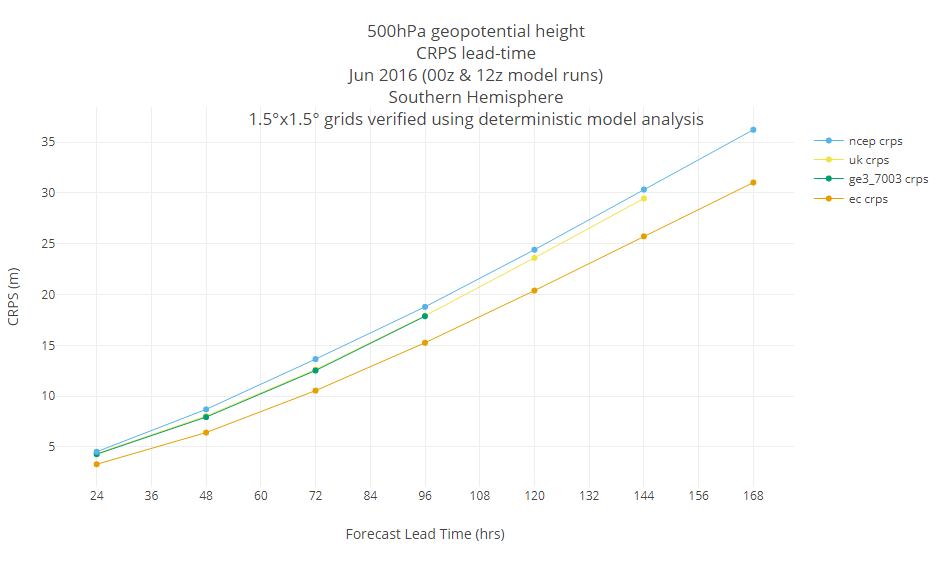 500hPa geopotential height
CRPS lead-time
Jun 2016 (00z & 12z model runs)
Southern Hemisphere
1.5°x1.5° grids verified using deterministic model analysis
35
30
25
20
15
10
5
CRPS (m)
24 36 48 60 72 84 96 108 120 132 144 156 168
Forecast Lead Time (hrs)
ncep crps
uk crps
ge3_7003 crps
ec crps